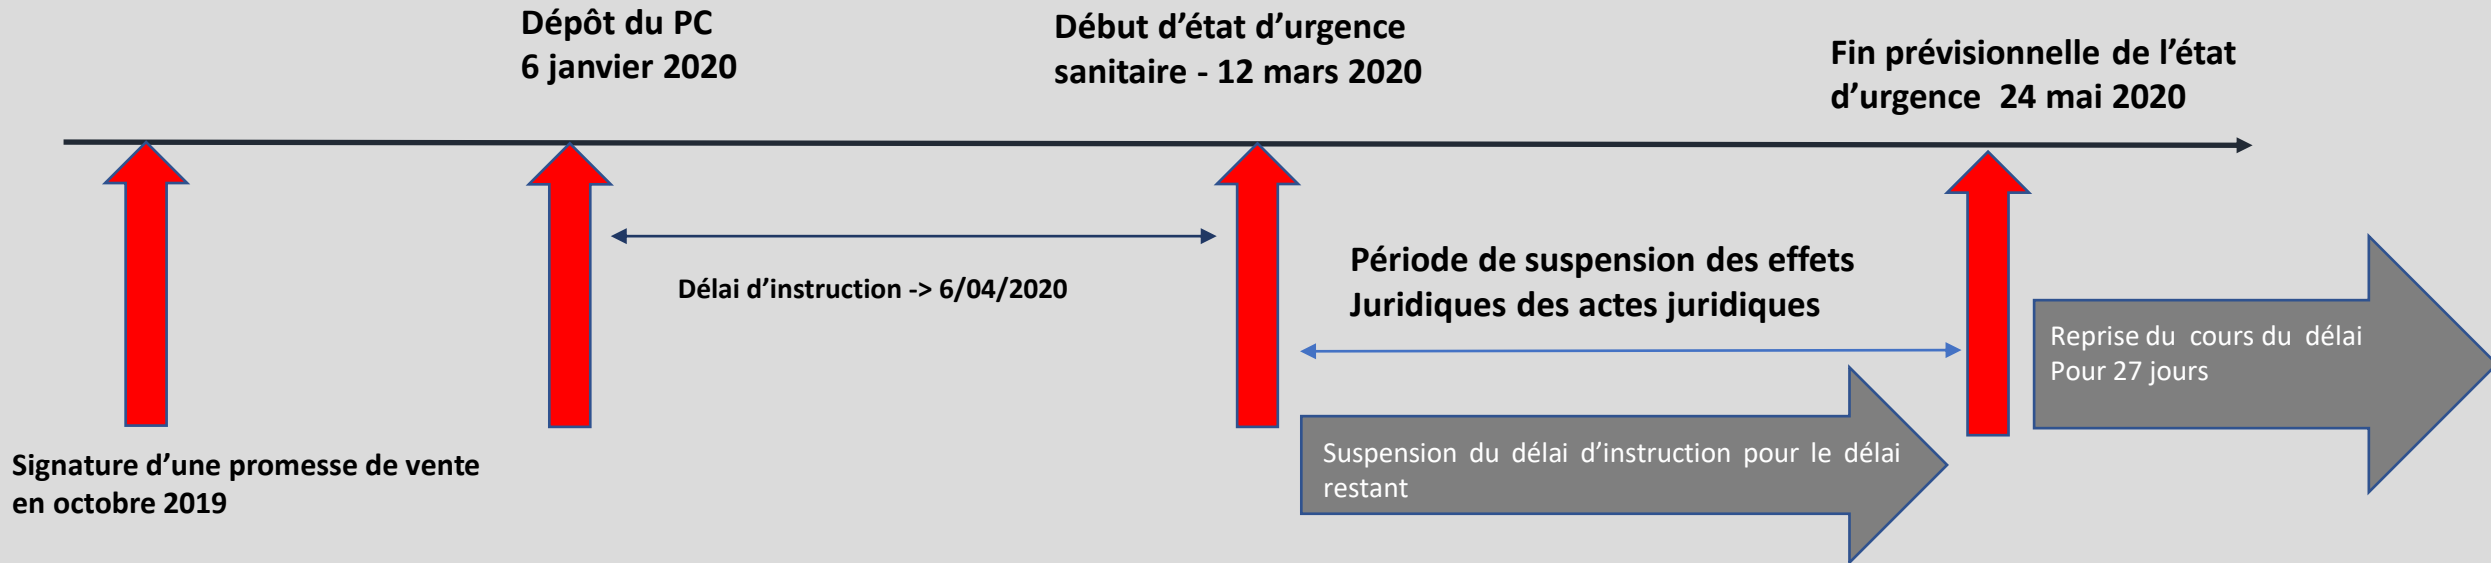 Dépôt du PC
6 janvier 2020
Début d’état d’urgence
sanitaire - 12 mars 2020
Fin prévisionnelle de l’état
d’urgence 24 mai 2020
Délai d’instruction -> 6/04/2020
Période de suspension des effets
Juridiques des actes juridiques
Reprise du cours du délai
Pour 27 jours
Suspension du délai d’instruction pour le délai
restant
Signature d’une promesse de vente
en octobre 2019